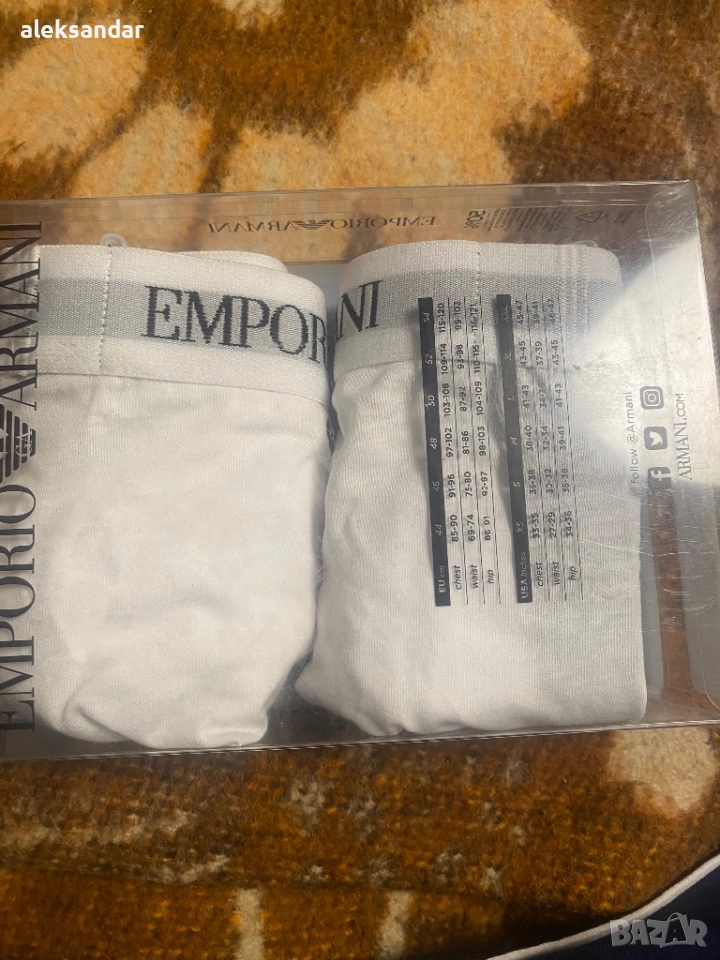 aleksandar
EMPORIO ARMANI
EMPORIO ARMANI
EMPOR
ANI
EU cm 44 46 48 50 52 54
chest 85-90 91-96 97-102 103-108 109-114 115-120
waist 69-74 75-80 81-86 87-92 93-98 99-103
hip 86-91 92-97 98-103 104-109 110-115 116-121
USA inches XS S M L XL
chest 33-35 36-38 38-40 41-43 43-45 45-47
waist 27-29 30-32 32-34 37-39 39-41
hip 34-36 36-38 39-41 41-43 43-45 46-47
follow @Armani
ARMANI.COM
BAZAR